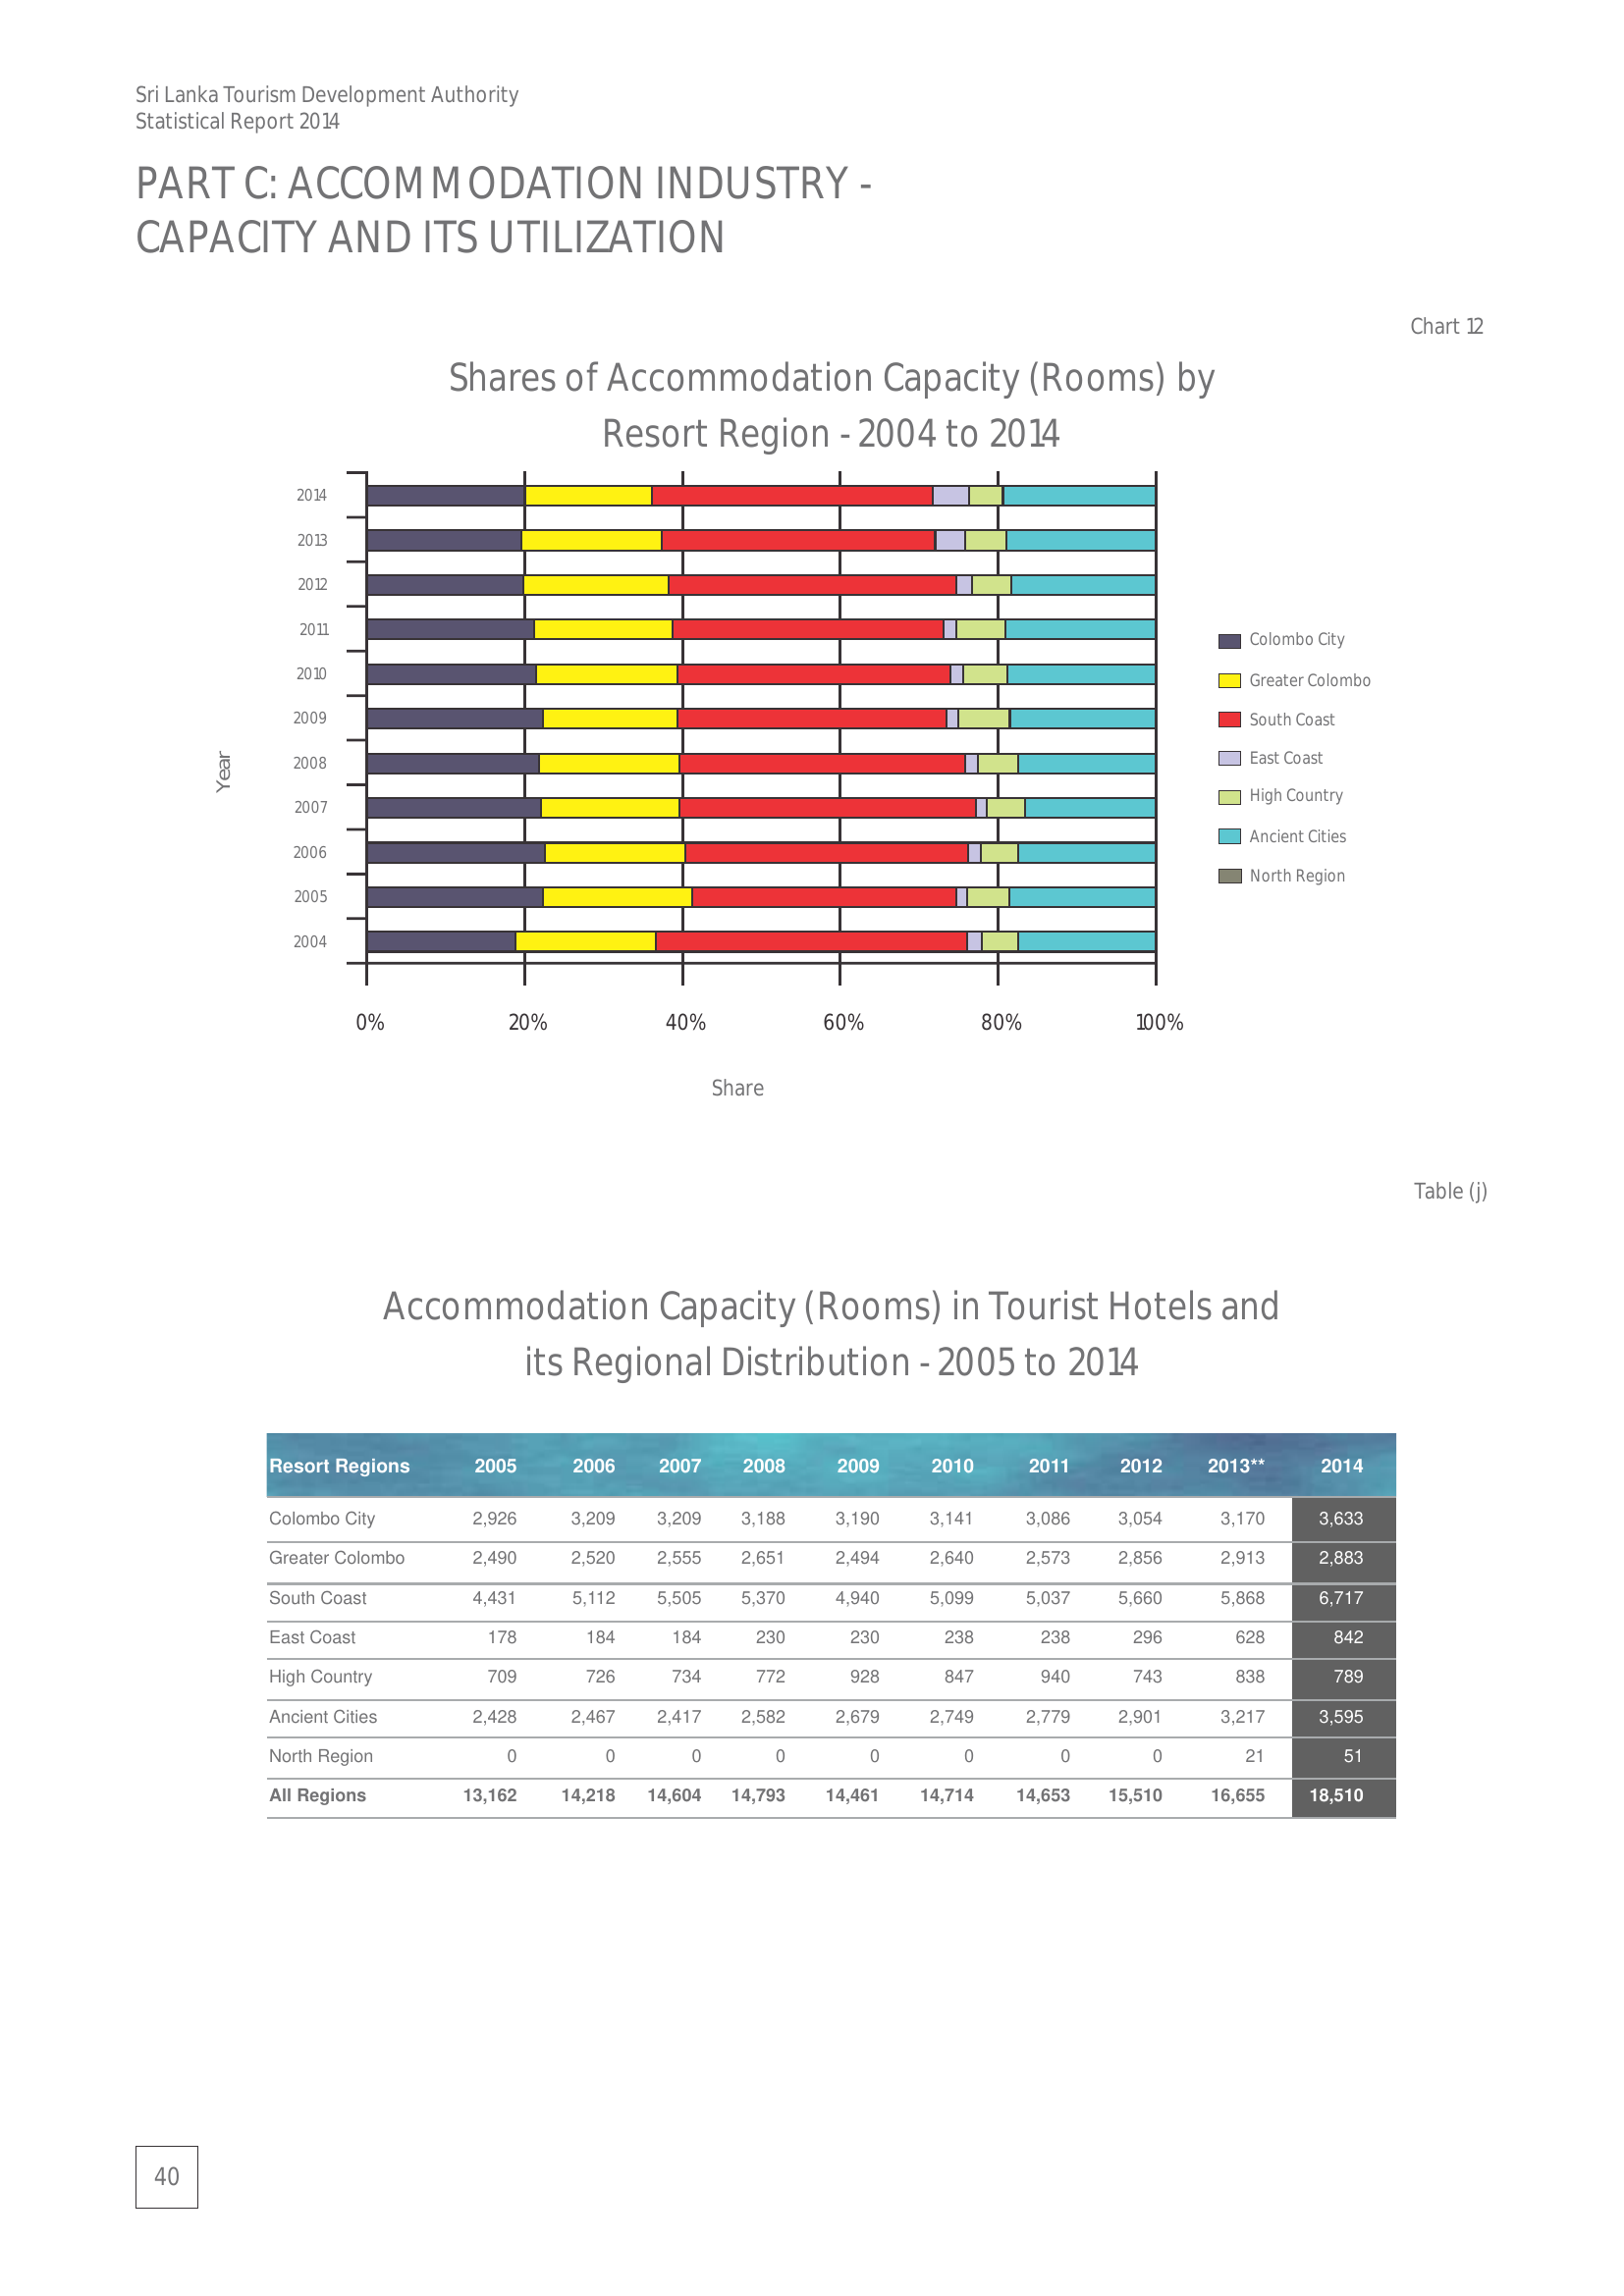 Sri Lanka Tourism Development Authority
Statistical Report 2014
PART C: ACCOMMODATION INDUSTRY -
CAPACITY AND ITS UTILIZATION
Chart 12
Shares of Accommodation Capacity (Rooms) by
Resort Region - 2004 to 2014
2014
2013
2012
2011
2010
2009
2008
2007
2006
2005
2004
Year
0% 20% 40% 60% 80% 100%
Share
Colombo City
Greater Colombo
South Coast
East Coast
High Country
Ancient Cities
North Region
Table (j)
Accommodation Capacity (Rooms) in Tourist Hotels and
its Regional Distribution - 2005 to 2014
Resort Regions 2005 2006 2007 2008 2009 2010 2011 2012 2013** 2014
Colombo City 2,926 3,209 3,209 3,188 3,190 3,141 3,086 3,054 3,170 3,633
Greater Colombo 2,490 2,520 2,555 2,651 2,494 2,640 2,573 2,856 2,913 2,883
South Coast 4,431 5,112 5,505 5,370 4,940 5,099 5,037 5,660 5,868 6,717
East Coast 178 184 184 230 230 238 238 296 628 842
High Country 709 726 734 772 928 847 940 743 838 789
Ancient Cities 2,428 2,467 2,417 2,582 2,679 2,749 2,779 2,901 3,217 3,595
North Region 0 0 0 0 0 0 0 0 21 51
All Regions 13,162 14,218 14,604 14,793 14,461 14,714 14,653 15,510 16,655 18,510
40